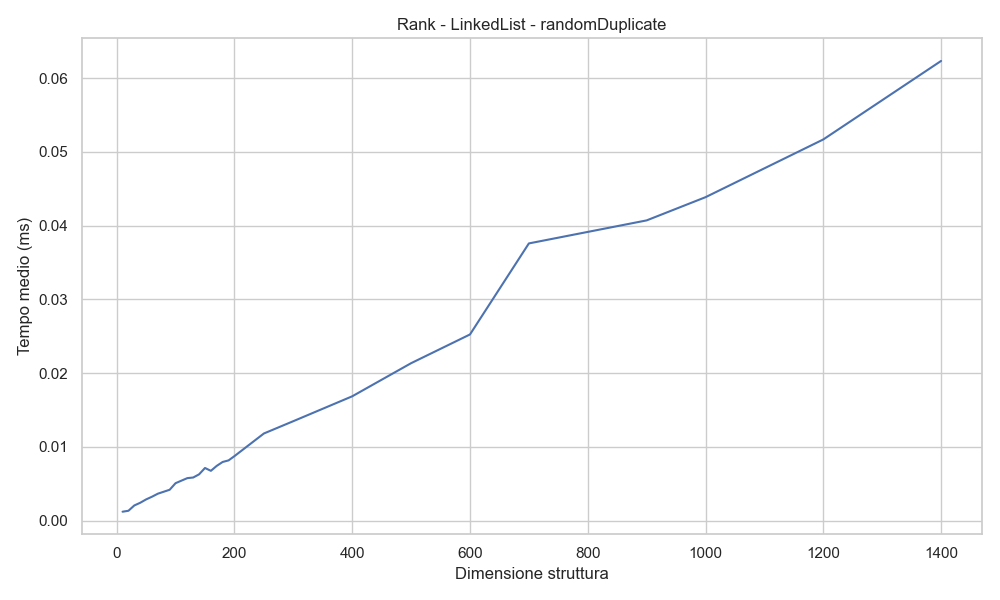 Rank - LinkedList - randomDuplicate
0.06
0.05
0.04
0.03
0.02
0.01
0.00
Tempo medio (ms)
0 200 400 600 800 1000 1200 1400
Dimensione struttura